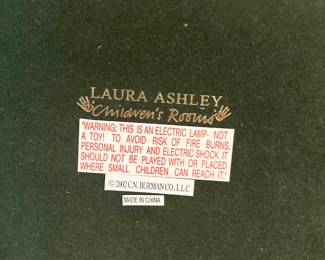 LAURA ASHLEY
Children's Rooms
"WARNING: THIS IS AN ELECTRIC LAMP- NOT
A TOY! TO AVOID RISK OF FIRE BURNS,
PERSONAL INJURY AND ELECTRIC SHOCK IT
SHOULD NOT BE PLAYED WITH OR PLACED
WHERE SMALL CHILDREN CAN REACH IT."
© 2002 C.N. BURMAN CO., L.L.C
MADE IN CHINA